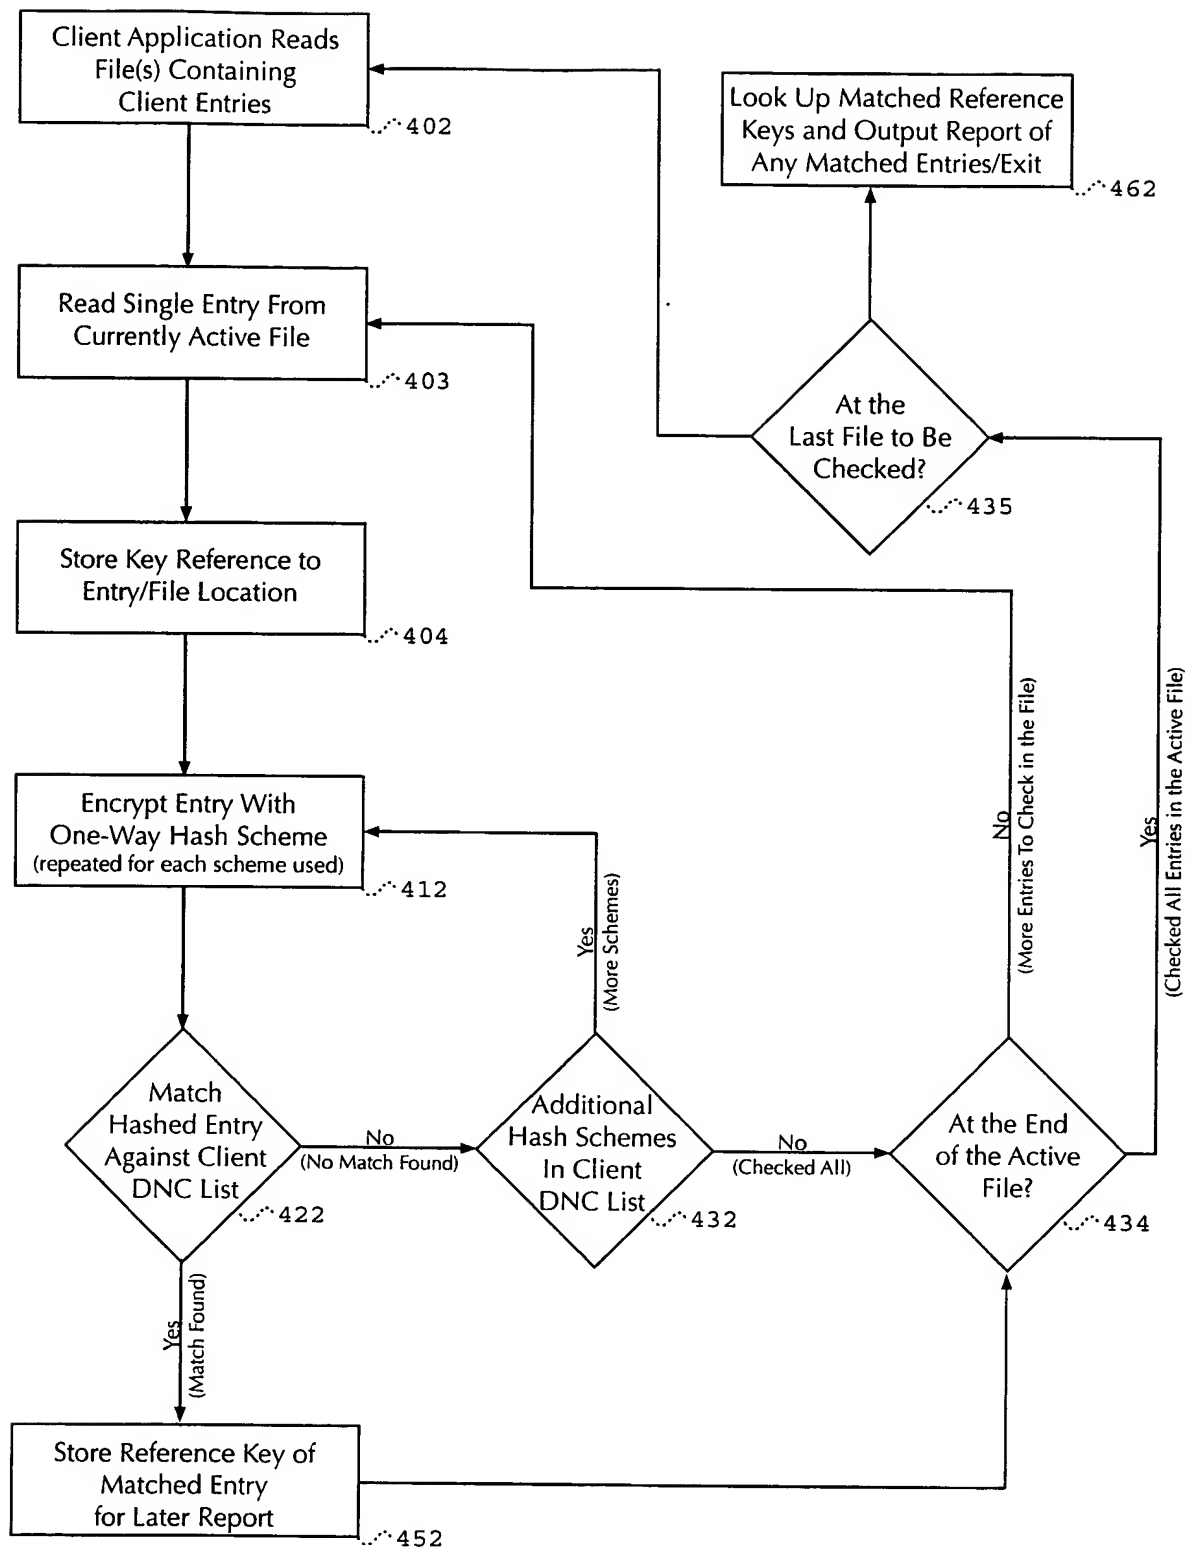 Client Application Reads
File(s) Containing
Client Entries
402
Look Up Matched Reference
Keys and Output Report of
Any Matched Entries/Exit
462
Read Single Entry From
Currently Active File
403
At the
Last File to Be
Checked?
435
Store Key Reference to
Entry/File Location
404
No
(More Entries To Check in the File)
Yes
(Checked All Entries in the Active File)
Encrypt Entry With
One-Way Hash Scheme
(repeated for each scheme used)
412
Yes
(More Schemes)
Match
Hashed Entry
Against Client
DNC List
422
No
(No Match Found)
Additional
Hash Schemes
In Client
DNC List
432
No
(Checked All)
At the End
of the Active
File?
434
Yes
(Match Found)
Store Reference Key of
Matched Entry
for Later Report
452